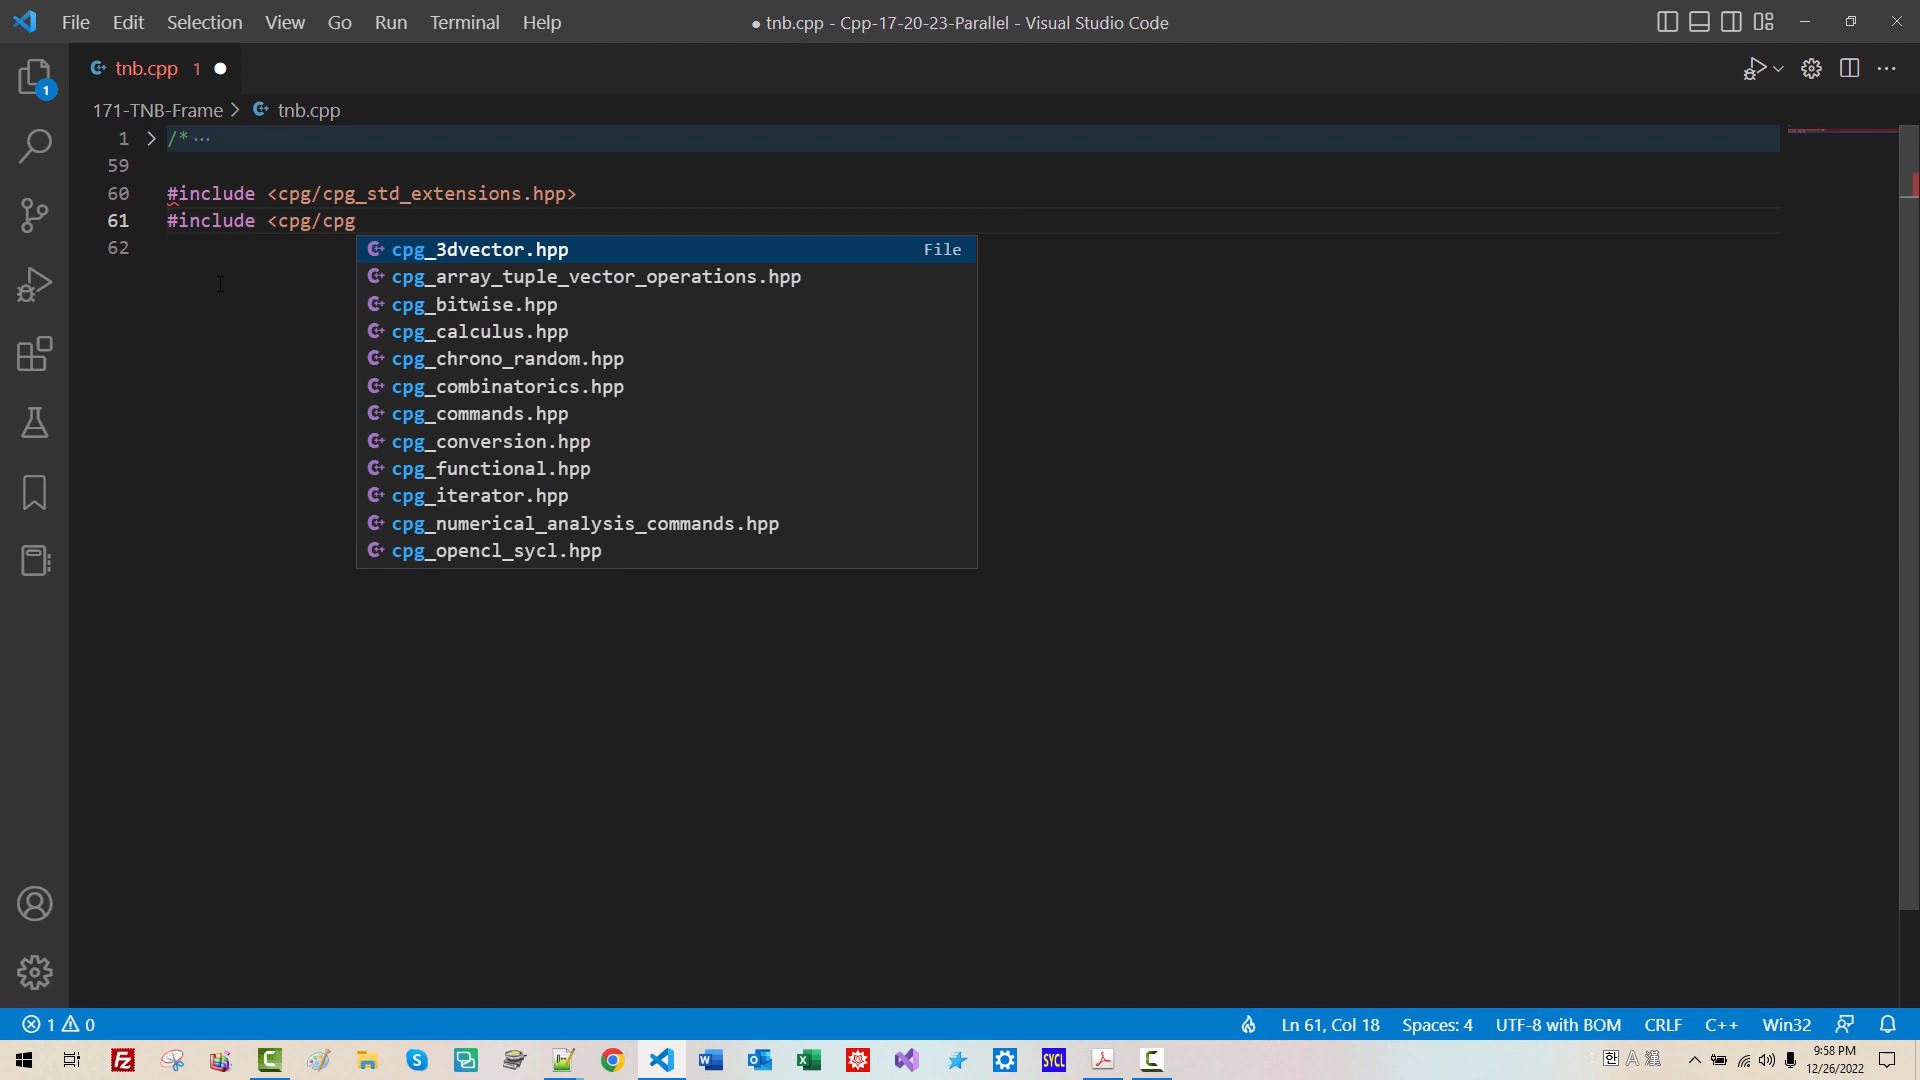 File Edit Selection View Go Run Terminal Help
● tnb.cpp - Cpp-17-20-23-Parallel - Visual Studio Code
tnb.cpp 1
171-TNB-Frame > tnb.cpp
1 /* ···
59
60 #include <cpg/cpg_std_extensions.hpp>
61 #include <cpg/cpg
62
cpg_3dvector.hpp File
cpg_array_tuple_vector_operations.hpp
cpg_bitwise.hpp
cpg_calculus.hpp
cpg_chrono_random.hpp
cpg_combinatorics.hpp
cpg_commands.hpp
cpg_conversion.hpp
cpg_functional.hpp
cpg_iterator.hpp
cpg_numerical_analysis_commands.hpp
cpg_opencl_sycl.hpp
1
1 0
Ln 61, Col 18 Spaces: 4 UTF-8 with BOM CRLF C++ Win32
SYCL
한 A 漢
9:58 PM
12/26/2022